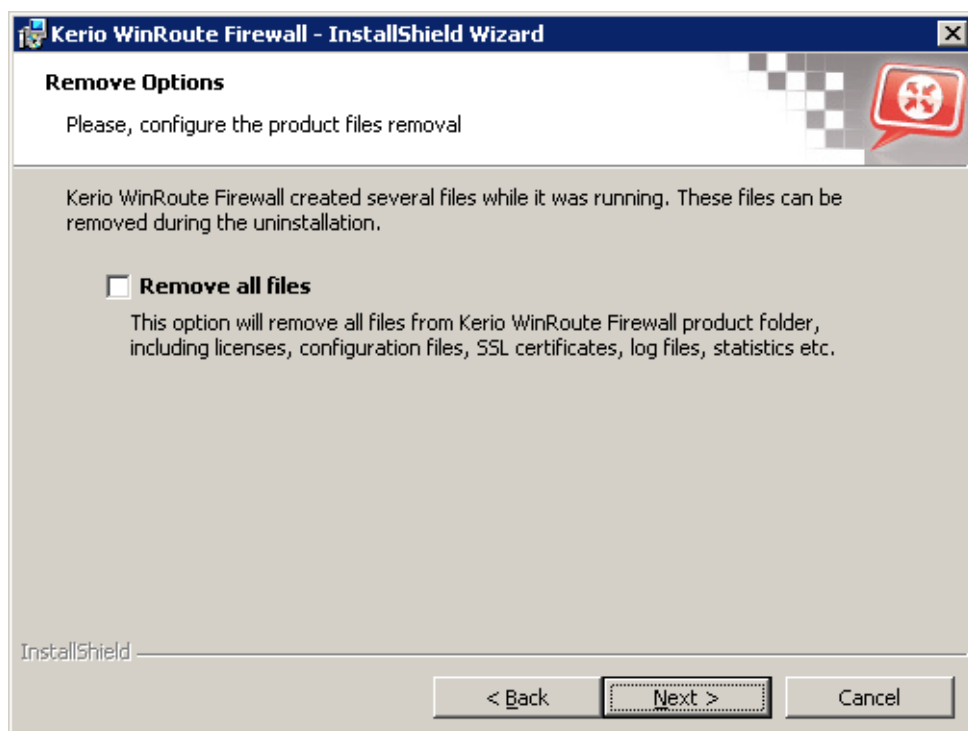 Kerio WinRoute Firewall - InstallShield Wizard
Remove Options
Please, configure the product files removal
Kerio WinRoute Firewall created several files while it was running. These files can be
removed during the uninstallation.
Remove all files
This option will remove all files from Kerio WinRoute Firewall product folder,
including licenses, configuration files, SSL certificates, log files, statistics etc.
InstallShield
< Back
Next >
Cancel